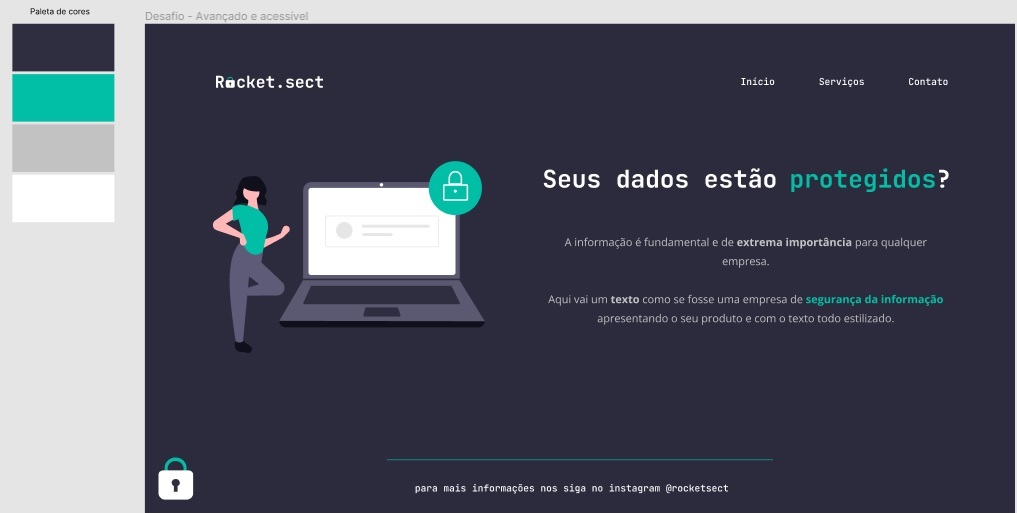 Paleta de cores
Desafio - Avançado e acessível
Rocket.sect
Início
Serviços
Contato
Seus dados estão protegidos?
A informação é fundamental e de extrema importância para qualquer
empresa.
Aqui vai um texto como se fosse uma empresa de segurança da informação
apresentando o seu produto e com o texto todo estilizado.
para mais informações nos siga no instagram @rocketsect